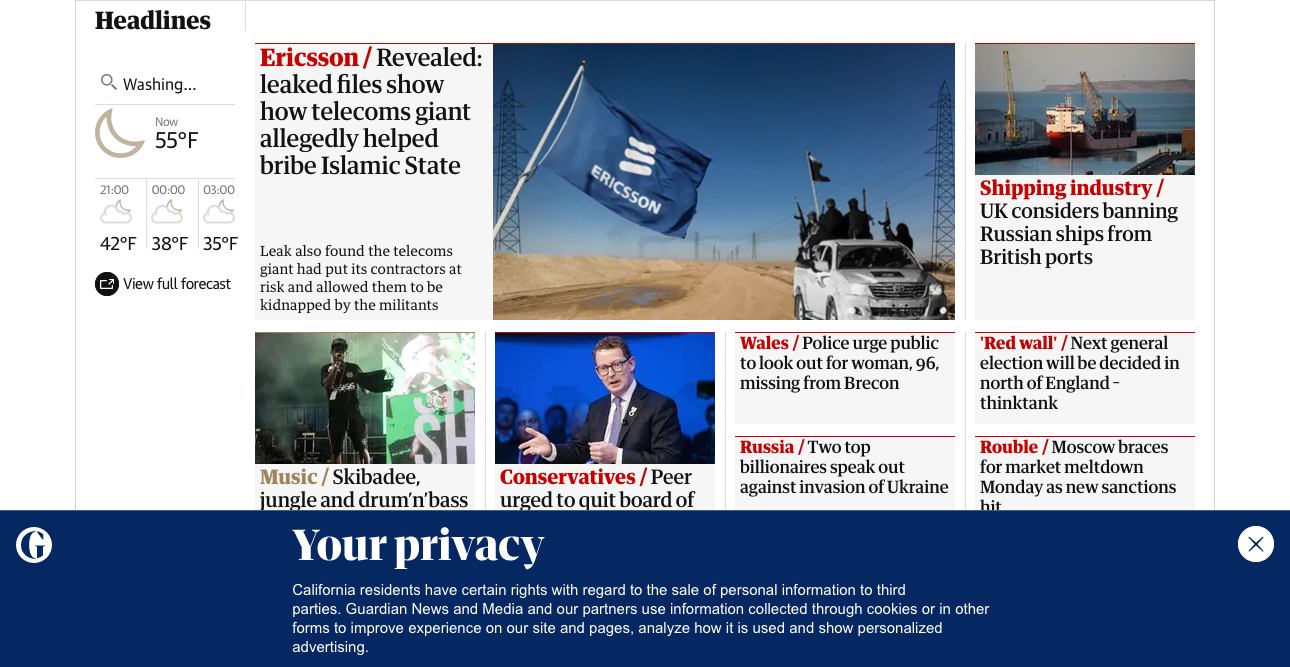 Headlines
Washing...
Now
55°F
21:00
00:00
03:00
42°F
38°F
35°F
View full forecast
Ericsson / Revealed:
leaked files show
how telecoms giant
allegedly helped
bribe Islamic State
Leak also found the telecoms
giant had put its contractors at
risk and allowed them to be
kidnapped by the militants
ERICSSON
Shipping industry /
UK considers banning
Russian ships from
British ports
Music / Skibadee,
jungle and drum'n'bass
Conservatives / Peer
urged to quit board of
Wales / Police urge public
to look out for woman, 96,
missing from Brecon
'Red wall' / Next general
election will be decided in
north of England –
thinktank
Russia / Two top
billionaires speak out
against invasion of Ukraine
Rouble / Moscow braces
for market meltdown
Monday as new sanctions
hit
G
Your privacy
California residents have certain rights with regard to the sale of personal information to third
parties. Guardian News and Media and our partners use information collected through cookies or in other
forms to improve experience on our site and pages, analyze how it is used and show personalized
advertising.